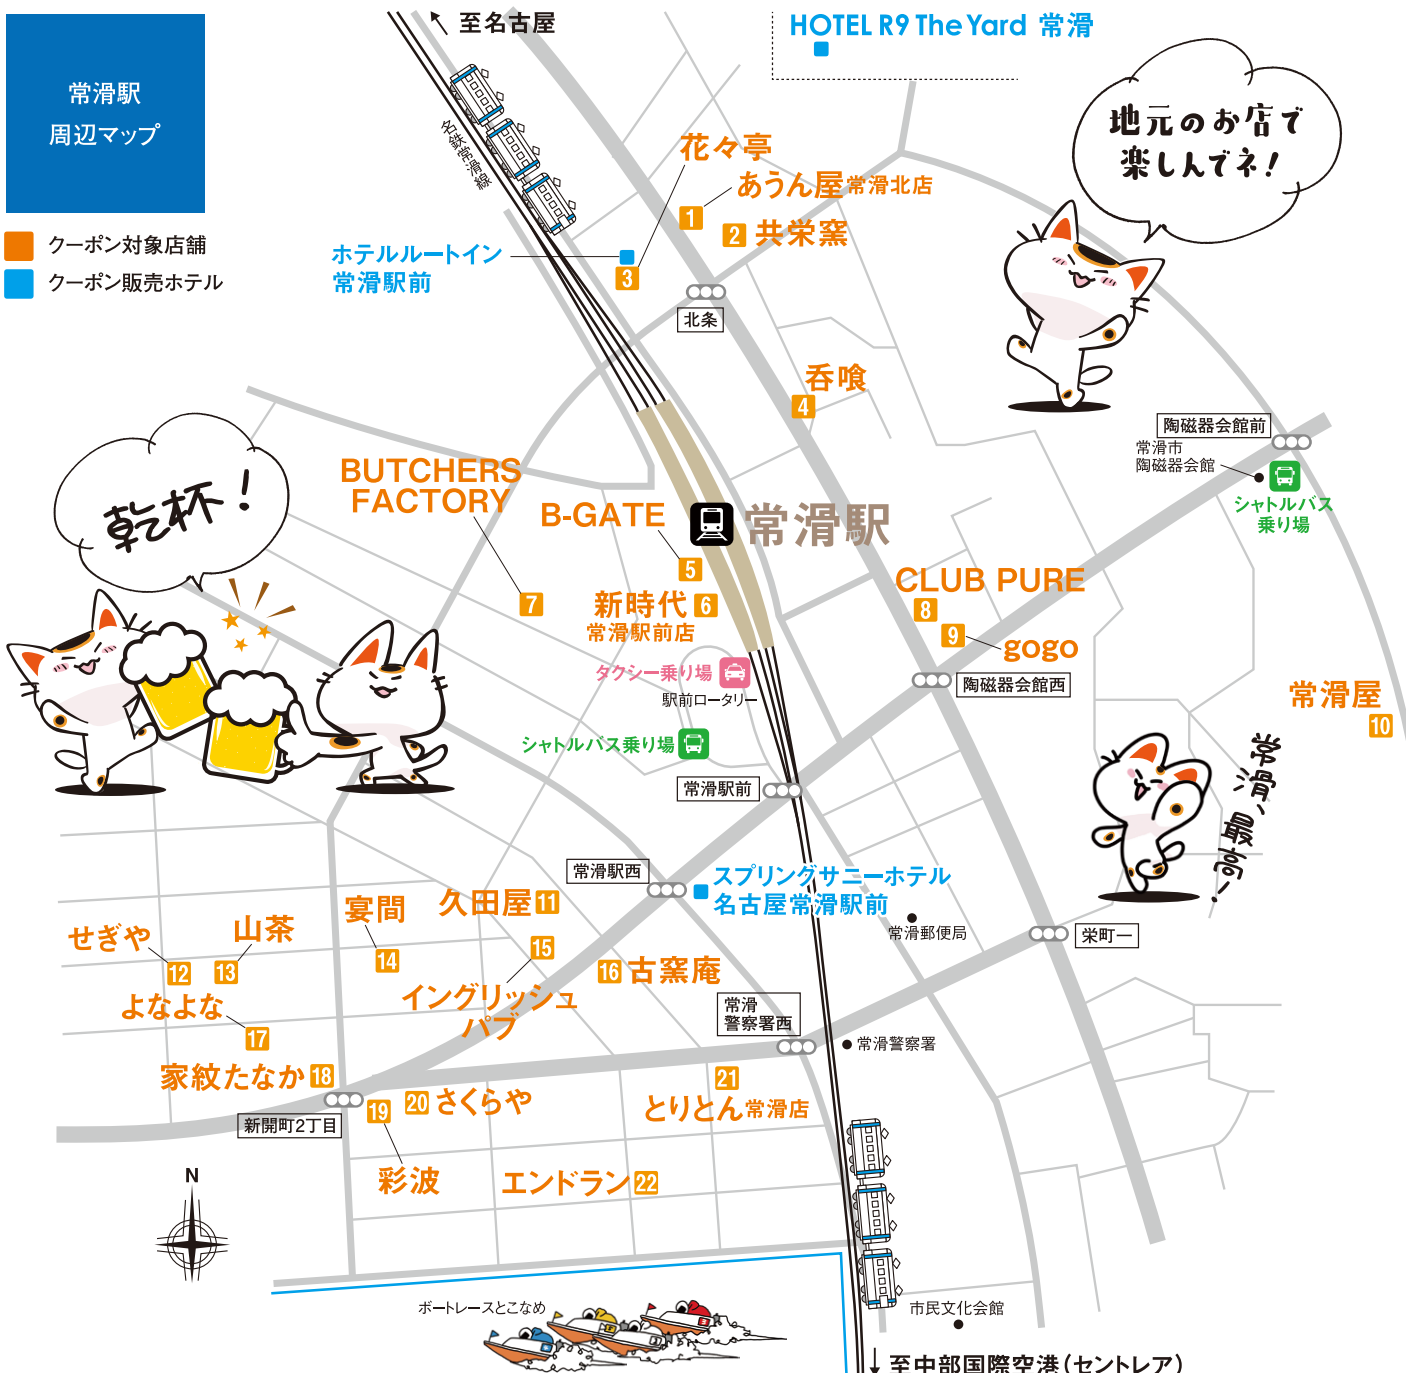 至名古屋
HOTEL R9 The Yard 常滑
常滑駅
周辺マップ
クーポン対象店舗
クーポン販売ホテル
名鉄常滑線
地元のお店で
楽しんでネ!
花々亭
あうん屋常滑北店
1
2 共栄窯
ホテルルートイン
常滑駅前
3
北条
呑喰
4
陶磁器会館前
常滑市
陶磁器会館
シャトルバス
乗り場
乾杯!
BUTCHERS
FACTORY
B-GATE
常滑駅
5
7
新時代 6
常滑駅前店
CLUB PURE
8
9
gogo
タクシー乗り場
駅前ロータリー
陶磁器会館西
常滑屋
10
シャトルバス乗り場
常滑駅前
常滑、最高!
常滑駅西
スプリングサニーホテル
名古屋常滑駅前
久田屋 11
宴間
山茶
せぎや
常滑郵便局
栄町一
12
13
14
15
16 古窯庵
イングリッシュ
パブ
よなよな
17
常滑
警察署西
常滑警察署
家紋たなか 18
19
20 さくらや
21
とりとん常滑店
新開町2丁目
彩波
エンドラン 22
N
ボートレースとこなめ
市民文化会館
至中部国際空港(セントレア)